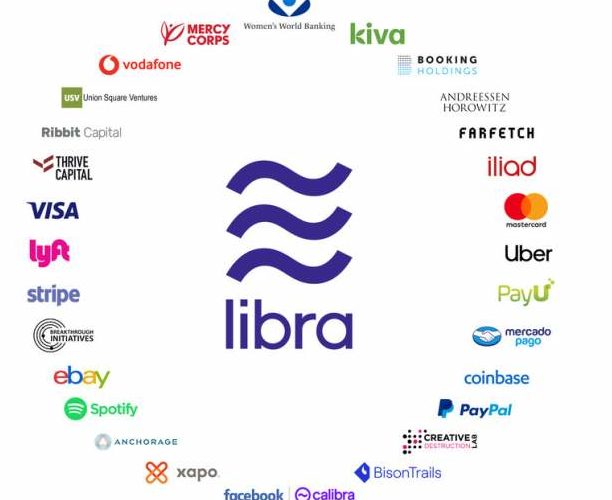 Women's World Banking
MERCY
CORPS
kiva
vodafone
BOOKING
HOLDINGS
USV Union Square Ventures
ANDREESSEN
HOROWITZ
Ribbit Capital
FARFETCH
THRIVE
CAPITAL
iliad
VISA
mastercard
lyft
Uber
stripe
PayU
BREAKTHROUGH
INITIATIVES
mercado
pago
libra
ebay
coinbase
Spotify
PayPal
ANCHORAGE
CREATIVE
DESTRUCTION
LAB
xapo
BisonTrails
facebook | calibra